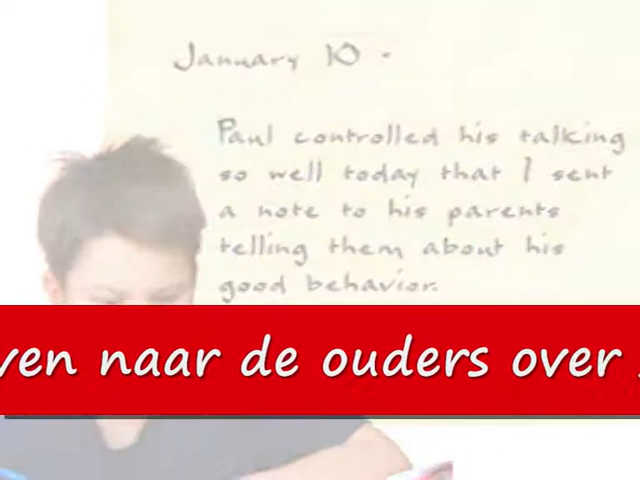 January 10 -
Paul controlled his talking
so well today that I sent
a note to his parents
telling them about his
good behavior.
naar de ouders over